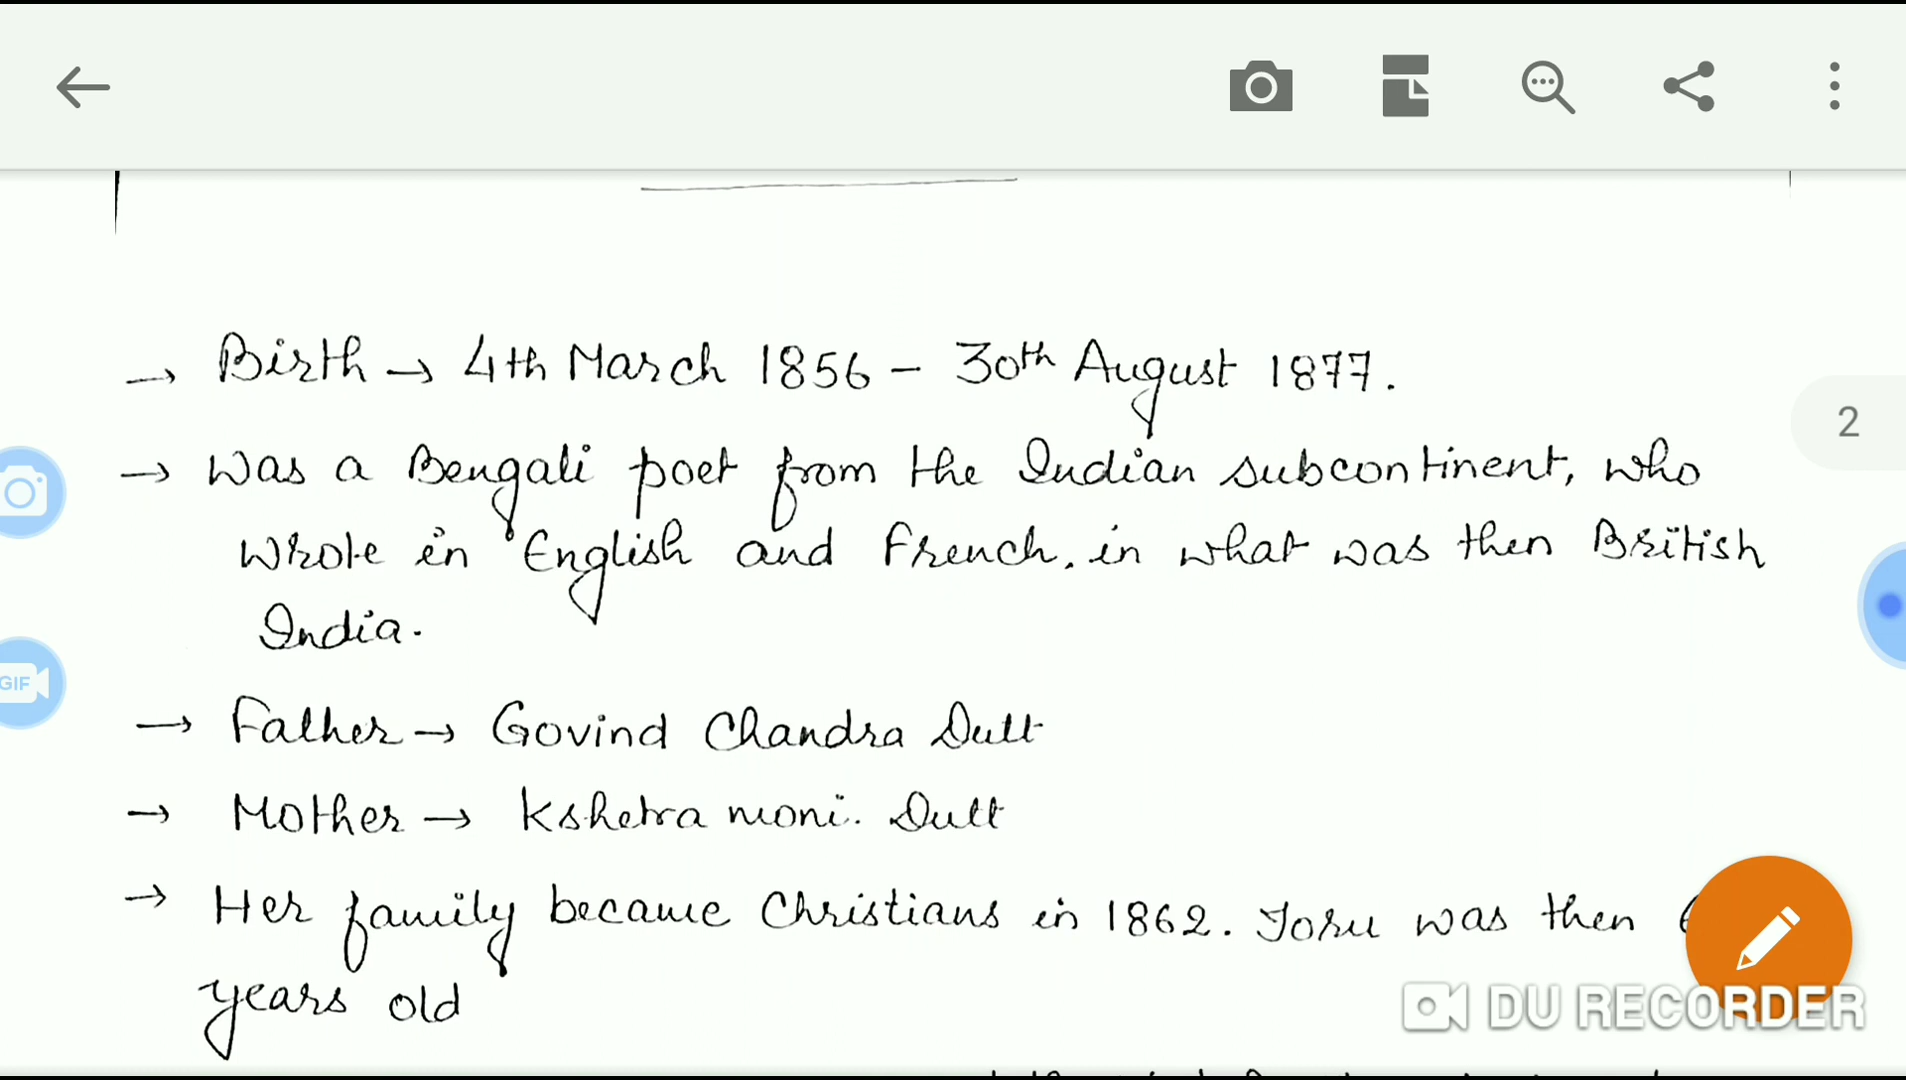 → Birth → 4th March 1856 - 30th August 1877.
2
→ was a Bengali poet from the Indian subcontinent, who
wrote in English and French. in what was then British
India.
GIF
→ Father → Govind Chandra Dutt
→ Mother → Kshetramoni. Dutt
→ Her family became Christians in 1862. Toru was then
years old
DU RECORDER